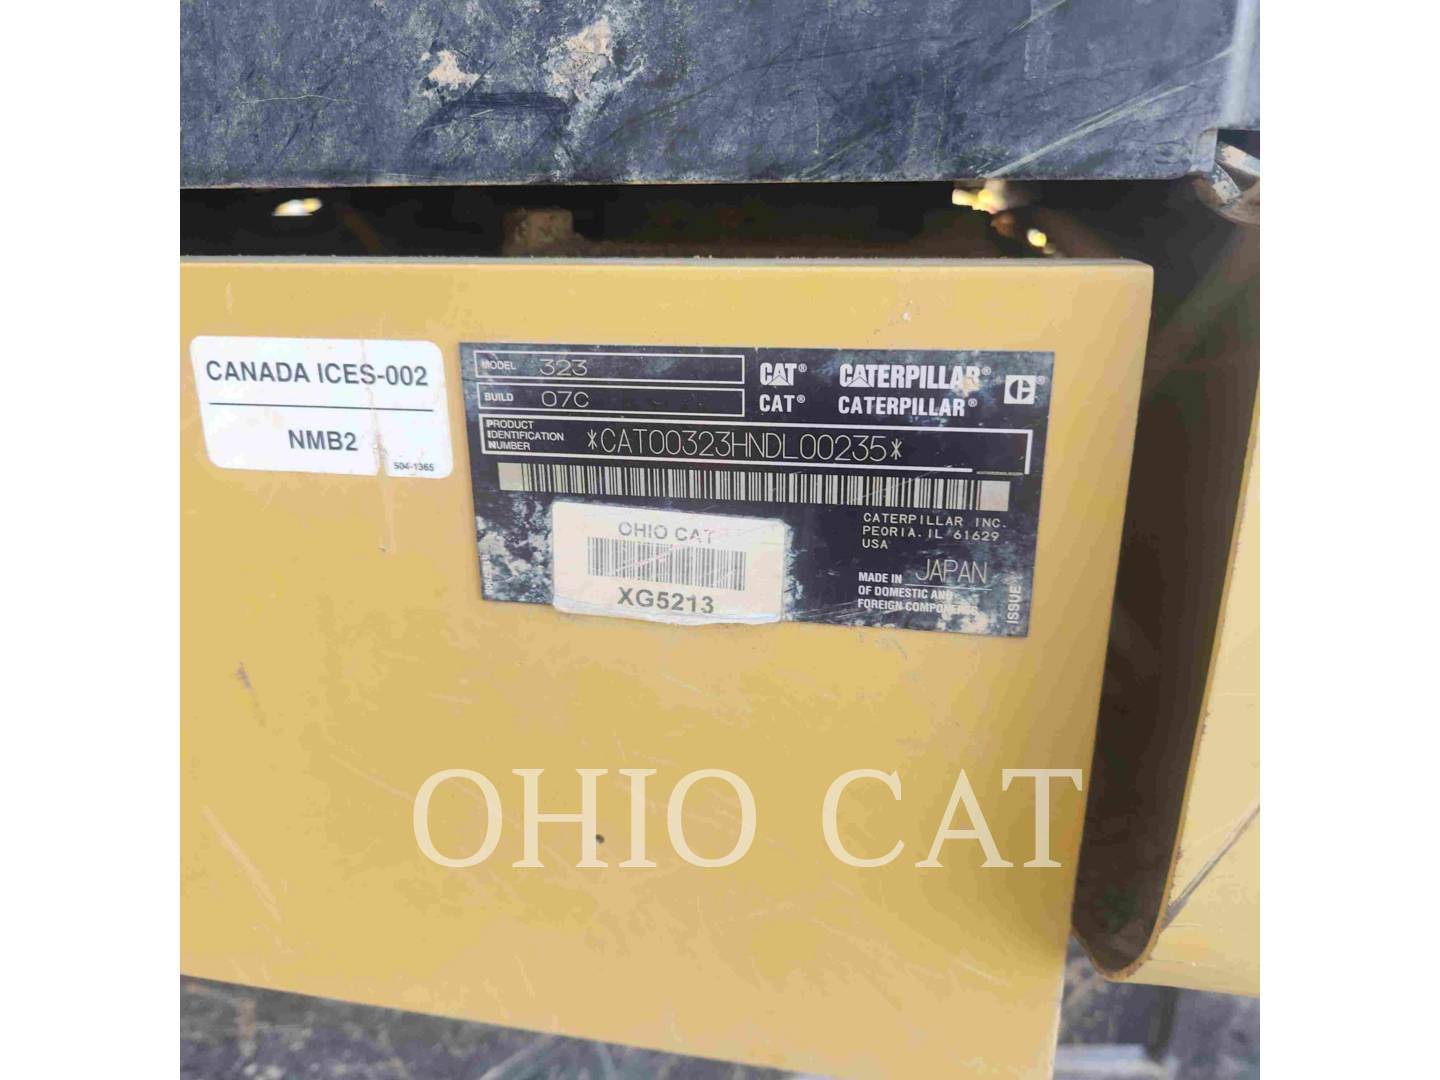 CANADA ICES-002
NMB2
504-1365
MODEL 323
BUILD 07C
PRODUCT IDENTIFICATION NUMBER *CAT00323HNDL00235*
CAT® CATERPILLAR®
CAT® CATERPILLAR®
CATERPILLAR INC.
PEORIA. IL 61629
USA
MADE IN JAPAN
OF DOMESTIC AND
FOREIGN COMPONENTS
ISSUE
OHIO CAT
XG5213
OHIO CAT